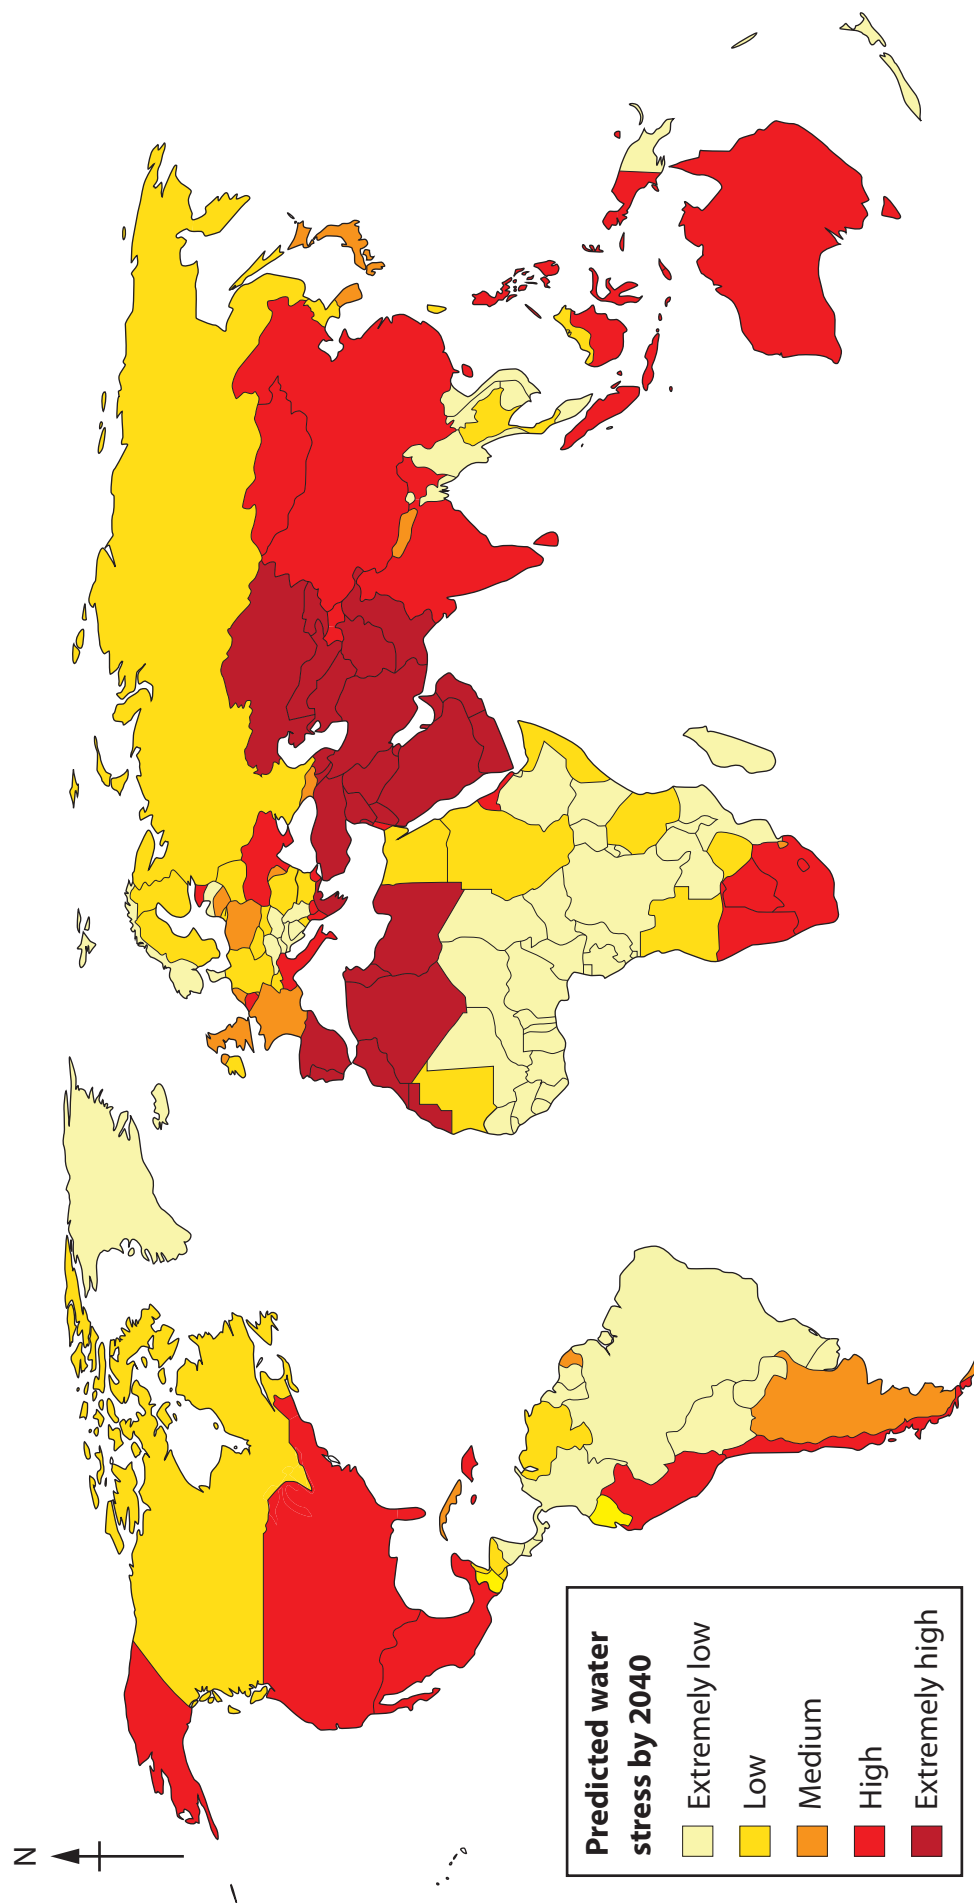 N
Predicted water
stress by 2040
Extremely low
Low
Medium
High
Extremely high